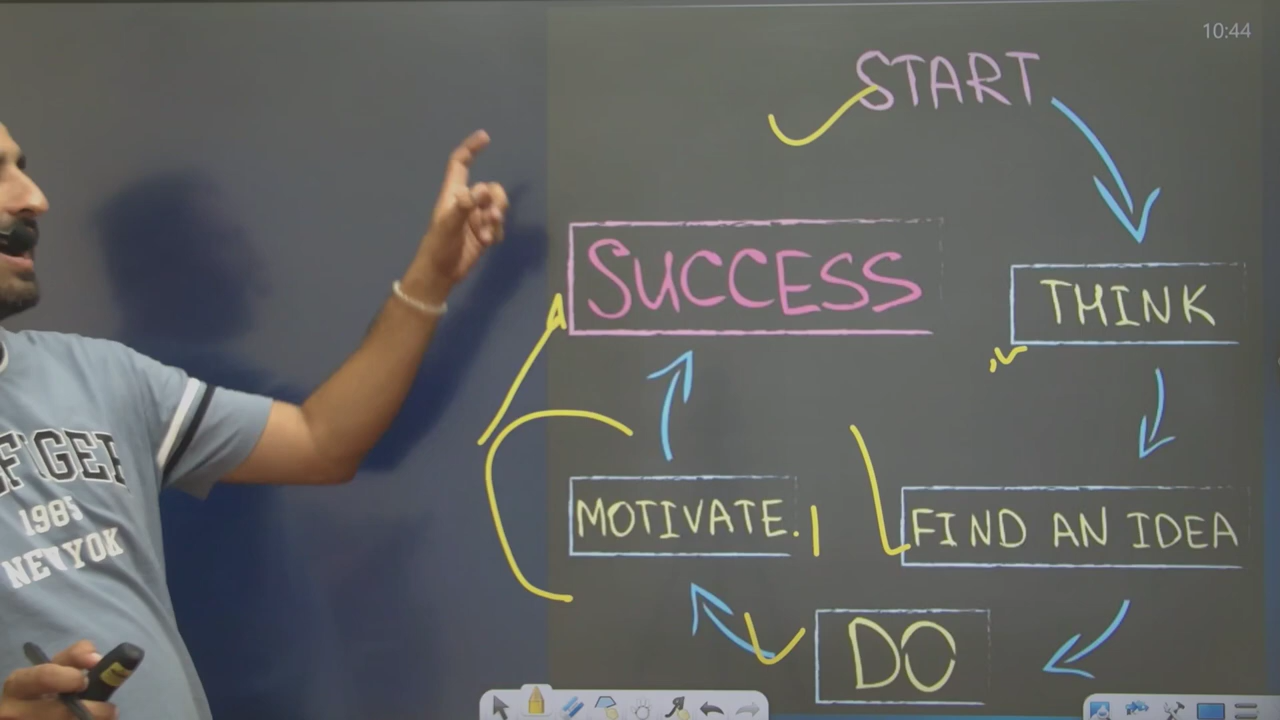 10:44
START
SUCCESS
THINK
MOTIVATE.
FIND AN IDEA
DO
1985
NEW YOK